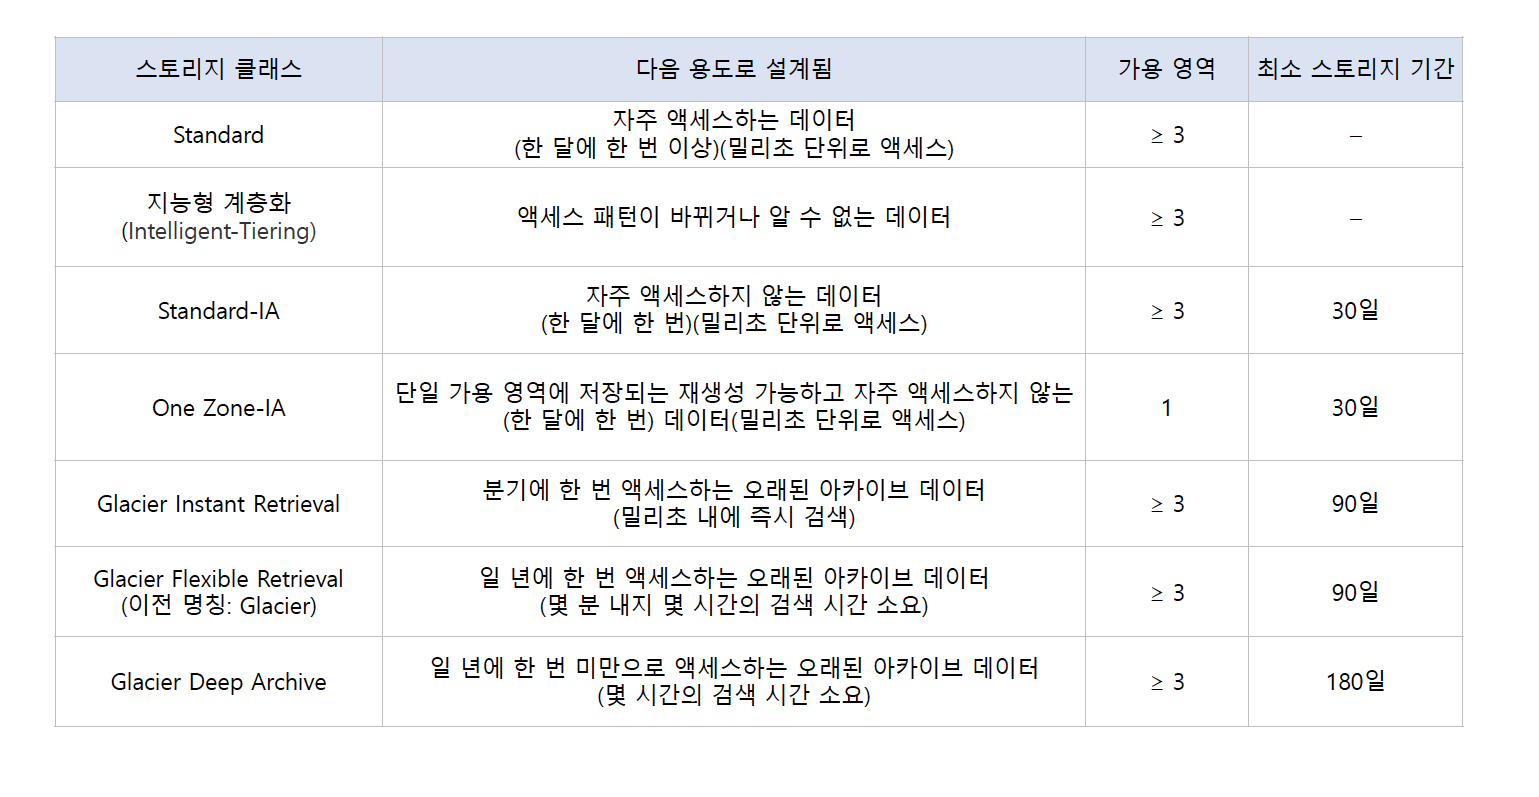 스토리지 클래스
다음 용도로 설계됨
가용 영역
최소 스토리지 기간
Standard
자주 액세스하는 데이터
(한 달에 한 번 이상)(밀리초 단위로 액세스)
≥ 3
–
지능형 계층화
(Intelligent-Tiering)
액세스 패턴이 바뀌거나 알 수 없는 데이터
≥ 3
–
Standard-IA
자주 액세스하지 않는 데이터
(한 달에 한 번)(밀리초 단위로 액세스)
≥ 3
30일
One Zone-IA
단일 가용 영역에 저장되는 재생성 가능하고 자주 액세스하지 않는
(한 달에 한 번) 데이터(밀리초 단위로 액세스)
1
30일
Glacier Instant Retrieval
분기에 한 번 액세스하는 오래된 아카이브 데이터
(밀리초 내에 즉시 검색)
≥ 3
90일
Glacier Flexible Retrieval
(이전 명칭: Glacier)
일 년에 한 번 액세스하는 오래된 아카이브 데이터
(몇 분 내지 몇 시간의 검색 시간 소요)
≥ 3
90일
Glacier Deep Archive
일 년에 한 번 미만으로 액세스하는 오래된 아카이브 데이터
(몇 시간의 검색 시간 소요)
≥ 3
180일